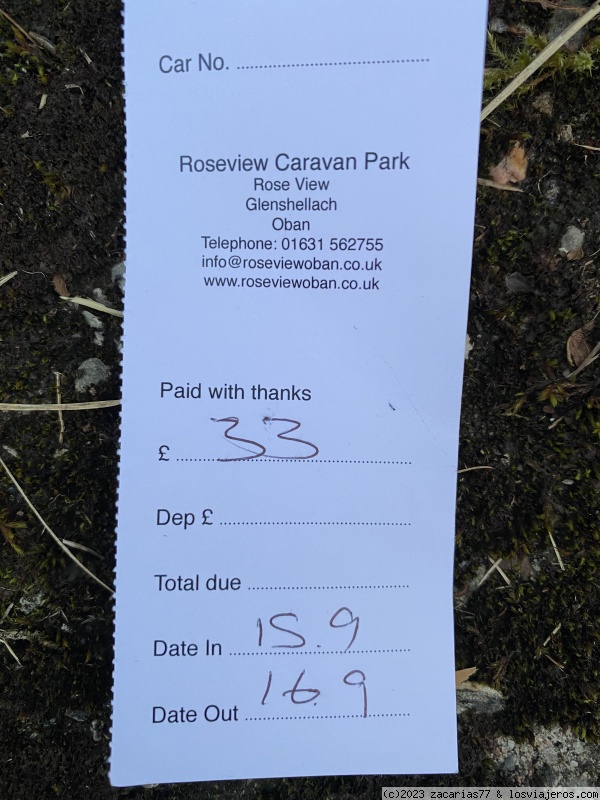 Car No. ................................
Roseview Caravan Park
Rose View
Glenshellach
Oban
Telephone: 01631 562755
info@roseviewoban.co.uk
www.roseviewoban.co.uk
Paid with thanks
£ 33
Dep £ ................................
Total due ................................
Date In 15.9
Date Out 16.9
(c)2023 zacarias77 & losviajeros.com